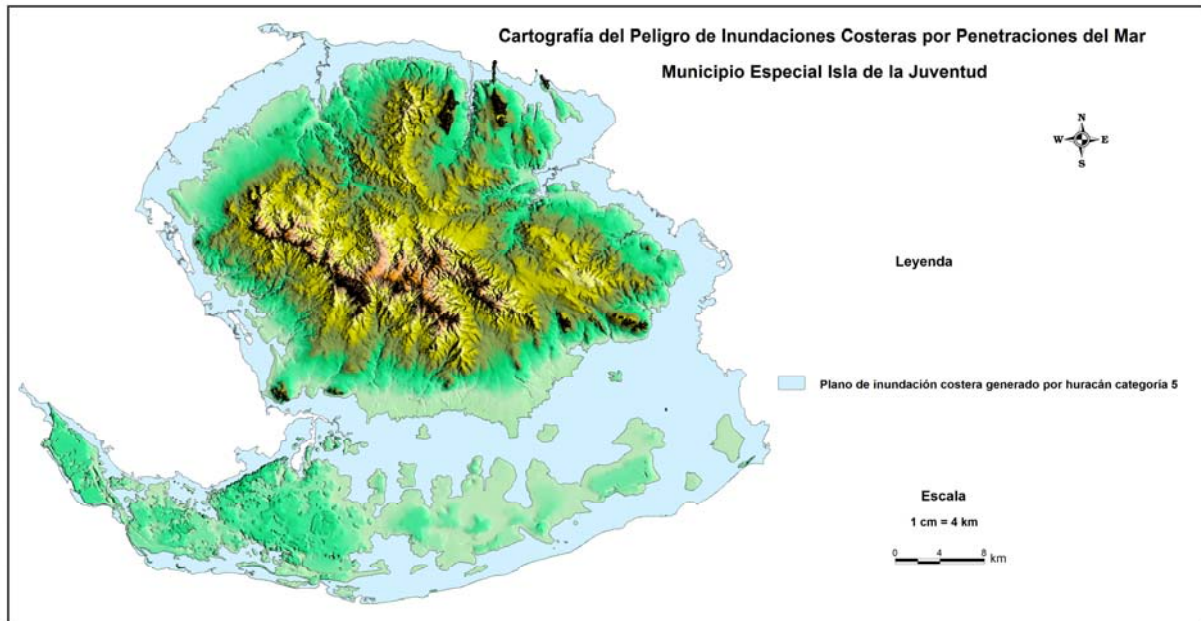 Cartografía del Peligro de Inundaciones Costeras por Penetraciones del Mar
Municipio Especial Isla de la Juventud
N
W E
S
Leyenda
Plano de inundación costera generado por huracán categoría 5
Escala
1 cm = 4 km
0 4 8
km